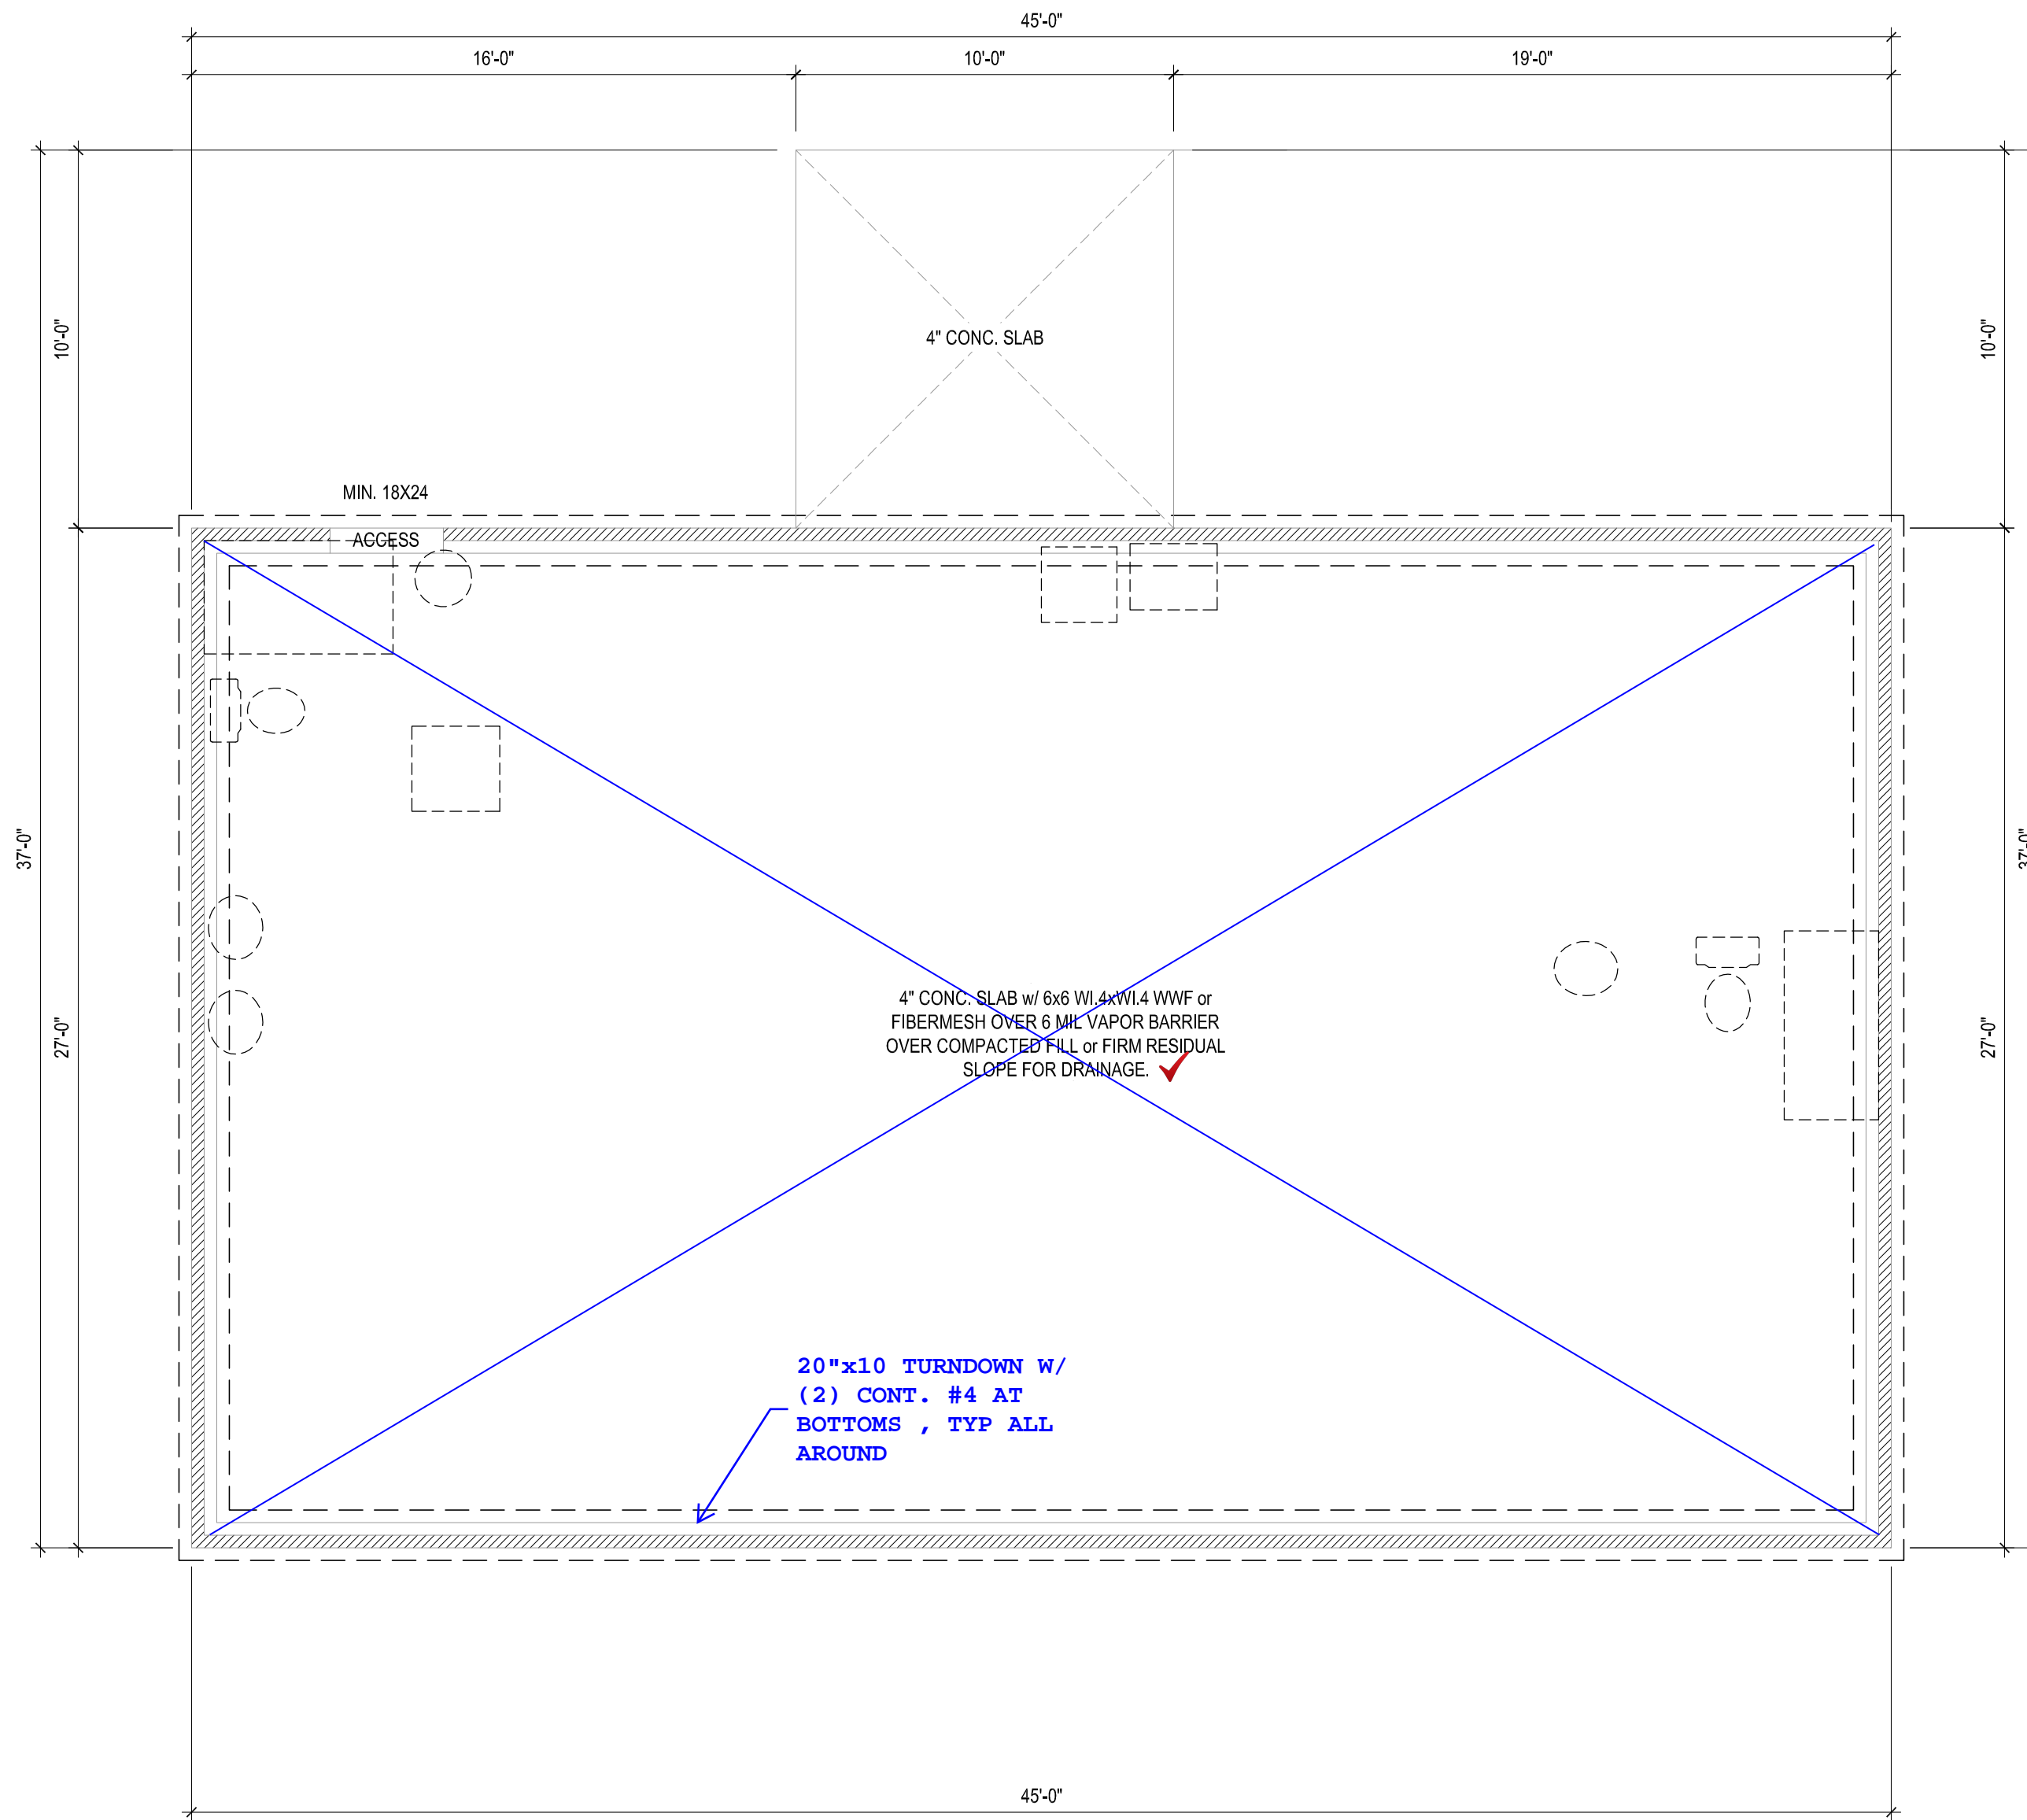 45'-0"
16'-0"
10'-0"
19'-0"
10'-0"
10'-0"
4" CONC. SLAB
MIN. 18X24
ACCESS
37'-0"
37'-0"
27'-0"
27'-0"
4" CONC. SLAB w/ 6x6 WI.4xWI.4 WWF or
FIBERMESH OVER 6 MIL VAPOR BARRIER
OVER COMPACTED FILL or FIRM RESIDUAL
SLOPE FOR DRAINAGE.
20"x10 TURNDOWN W/
(2) CONT. #4 AT
BOTTOMS , TYP ALL
AROUND
45'-0"